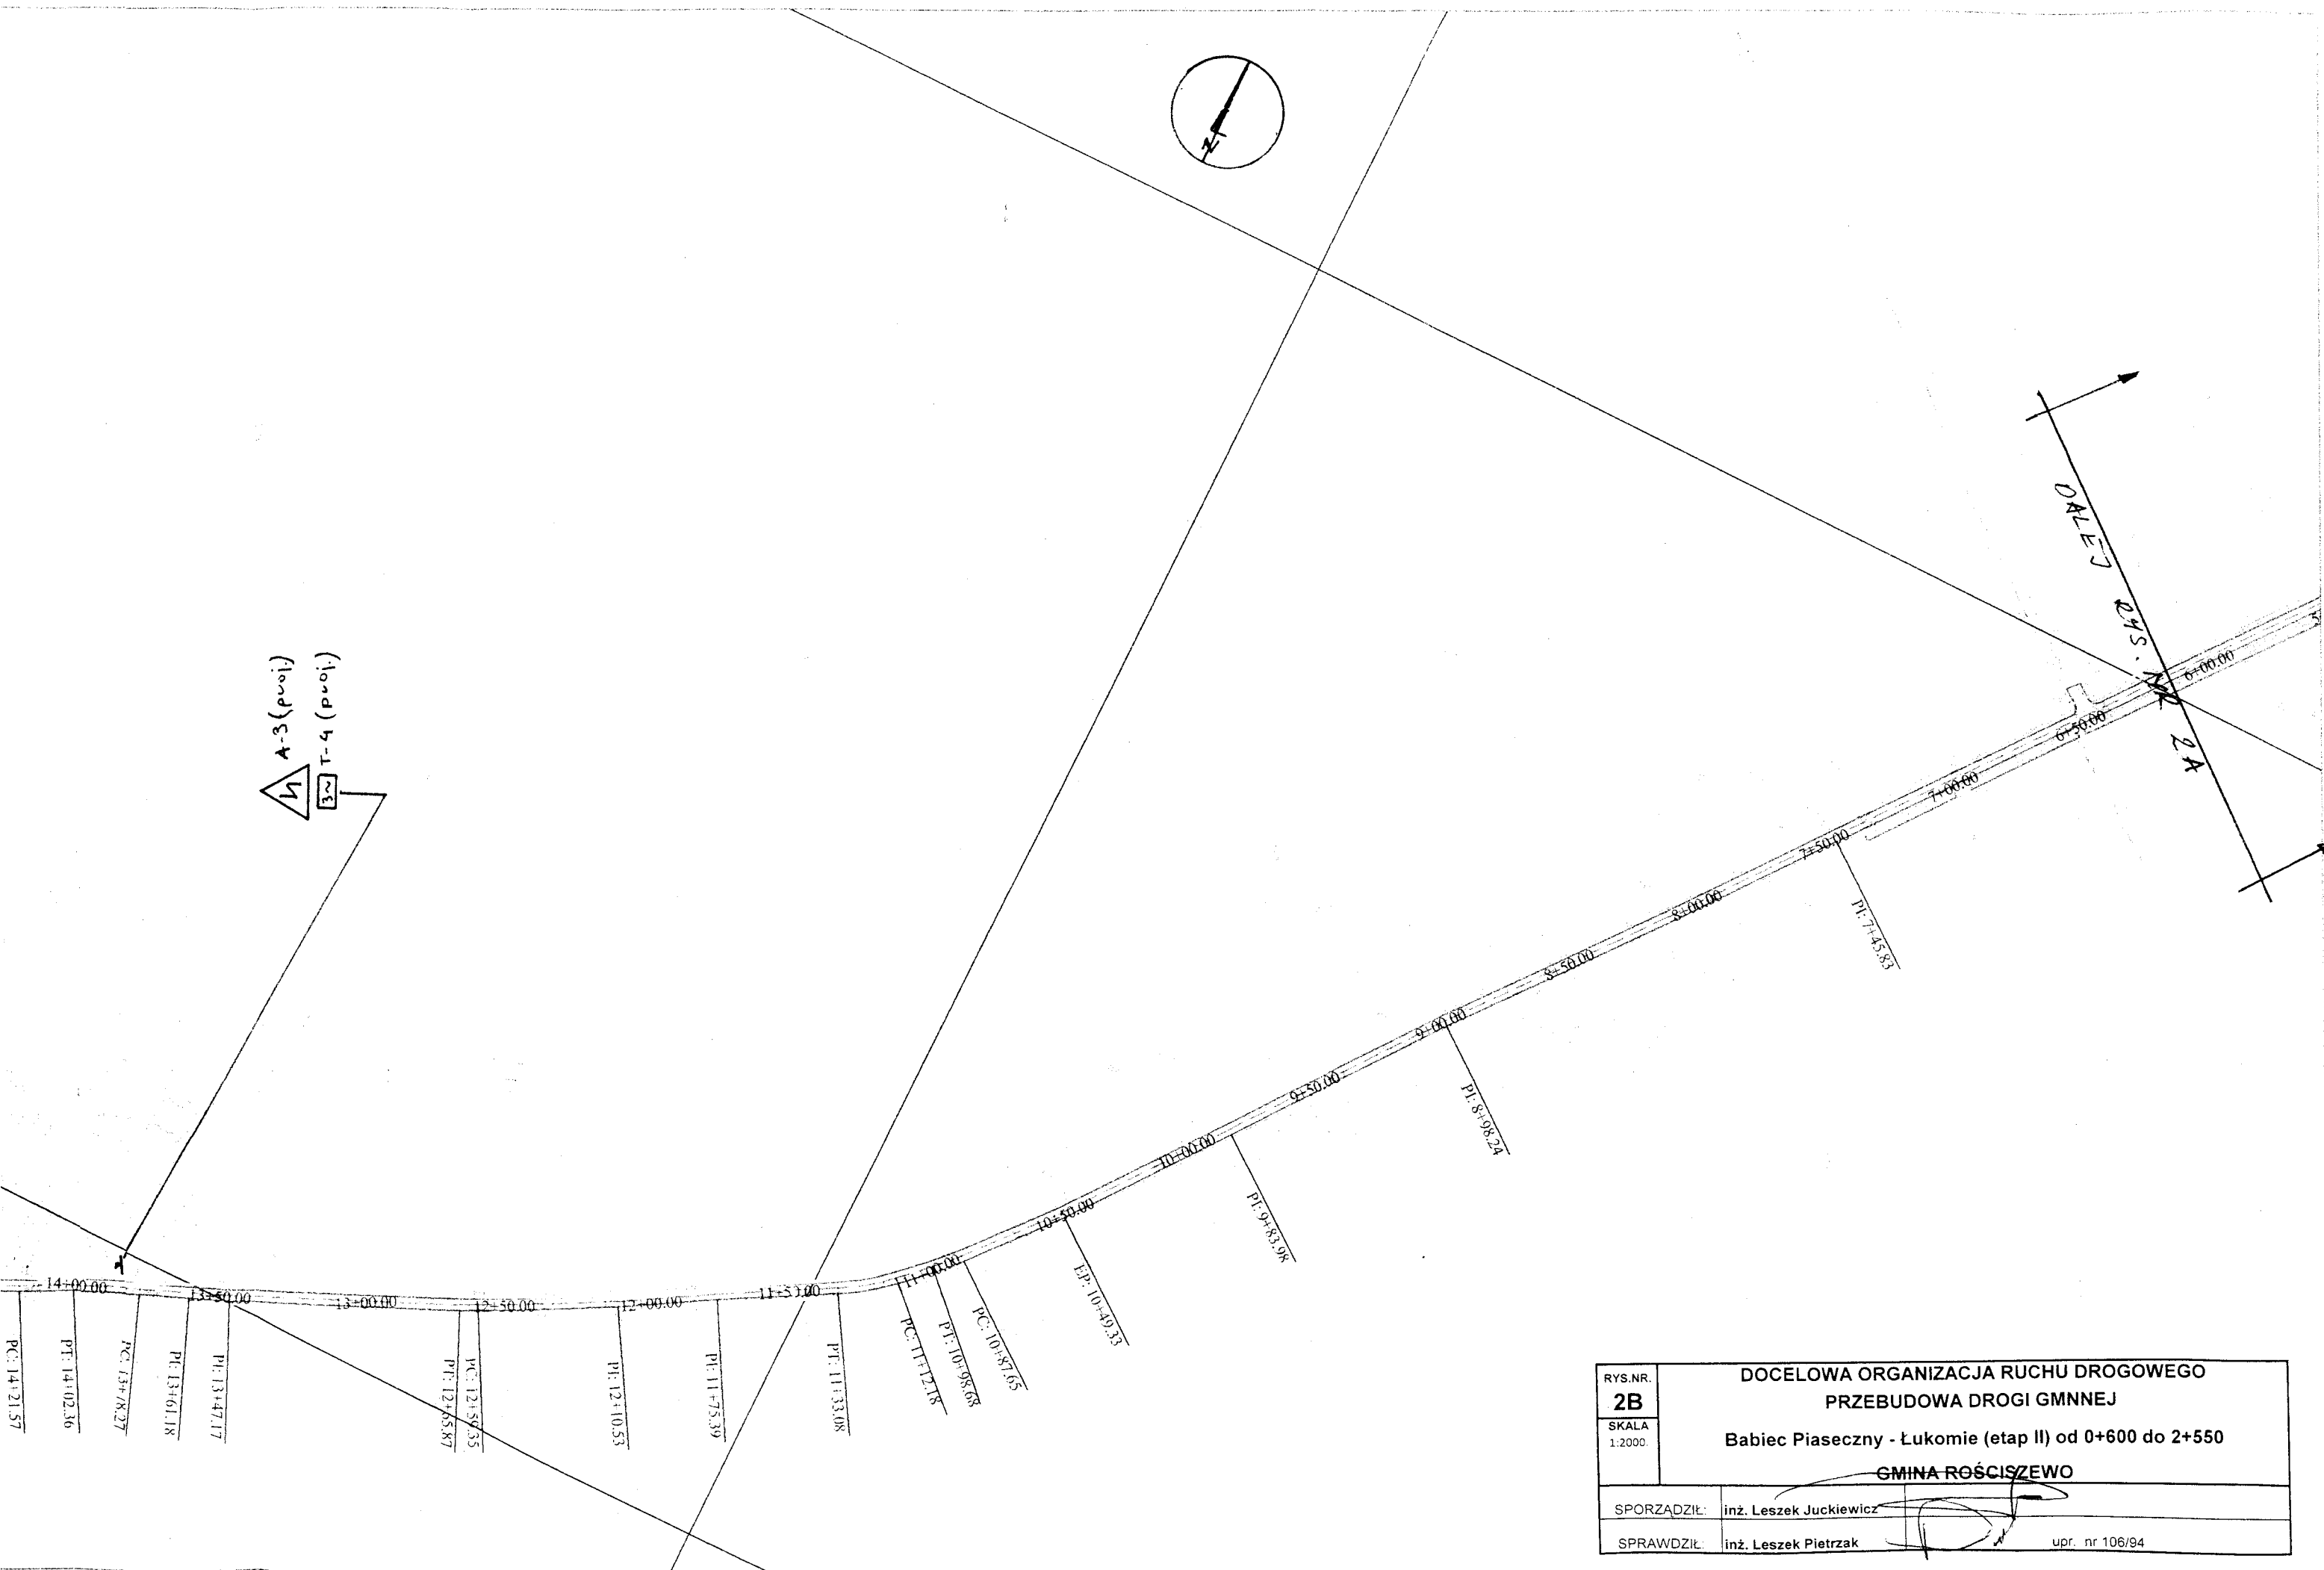 N
DALEJ RYS. NR 2A
A-3 (proj.)
T-4 (proj.)
3~
6+00.00
6+50.00
7+00.00
7+50.00
8+00.00
8+50.00
9+00.00
9+50.00
10+00.00
10+50.00
11+00.00
11+50.00
12+00.00
12+50.00
13+00.00
13+50.00
14+00.00
PI: 7+45.83
PI: 8+98.24
PI: 9+83.98
EP: 10+49.33
PC: 10+87.65
PT: 10+98.68
PC: 11+12.18
PT: 11+33.08
PI: 11+75.39
PI: 12+10.53
PC: 12+59.35
PT: 12+65.87
PI: 13+47.17
PI: 13+61.18
PC: 13+78.27
PT: 14+02.36
PC: 14+21.57
RYS.NR.
2B
SKALA
1:2000.
DOCELOWA ORGANIZACJA RUCHU DROGOWEGO
PRZEBUDOWA DROGI GMNNEJ
Babiec Piaseczny - Łukomie (etap II) od 0+600 do 2+550
GMINA ROŚCISZEWO
SPORZĄDZIŁ: inż. Leszek Juckiewicz
SPRAWDZIŁ: inż. Leszek Pietrzak upr. nr 106/94